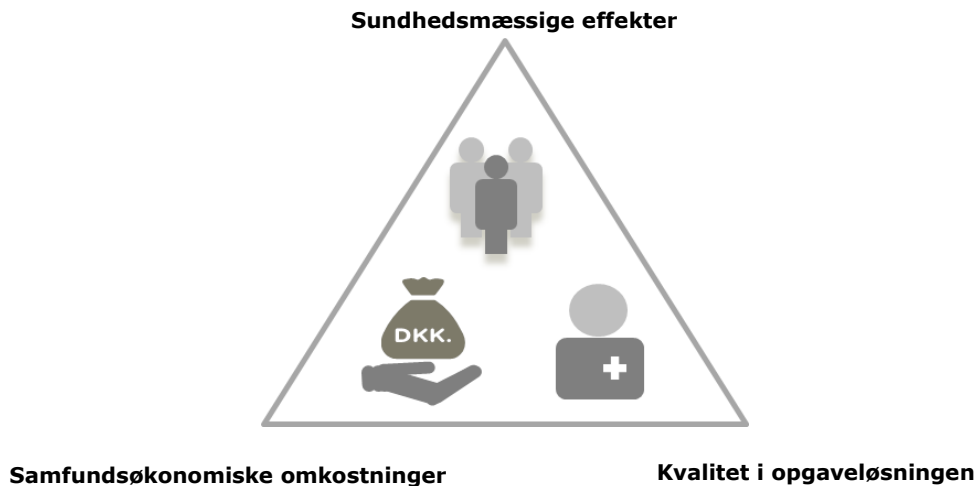 Sundhedsmæssige effekter
DKK.
Samfundsøkonomiske omkostninger
Kvalitet i opgaveløsningen